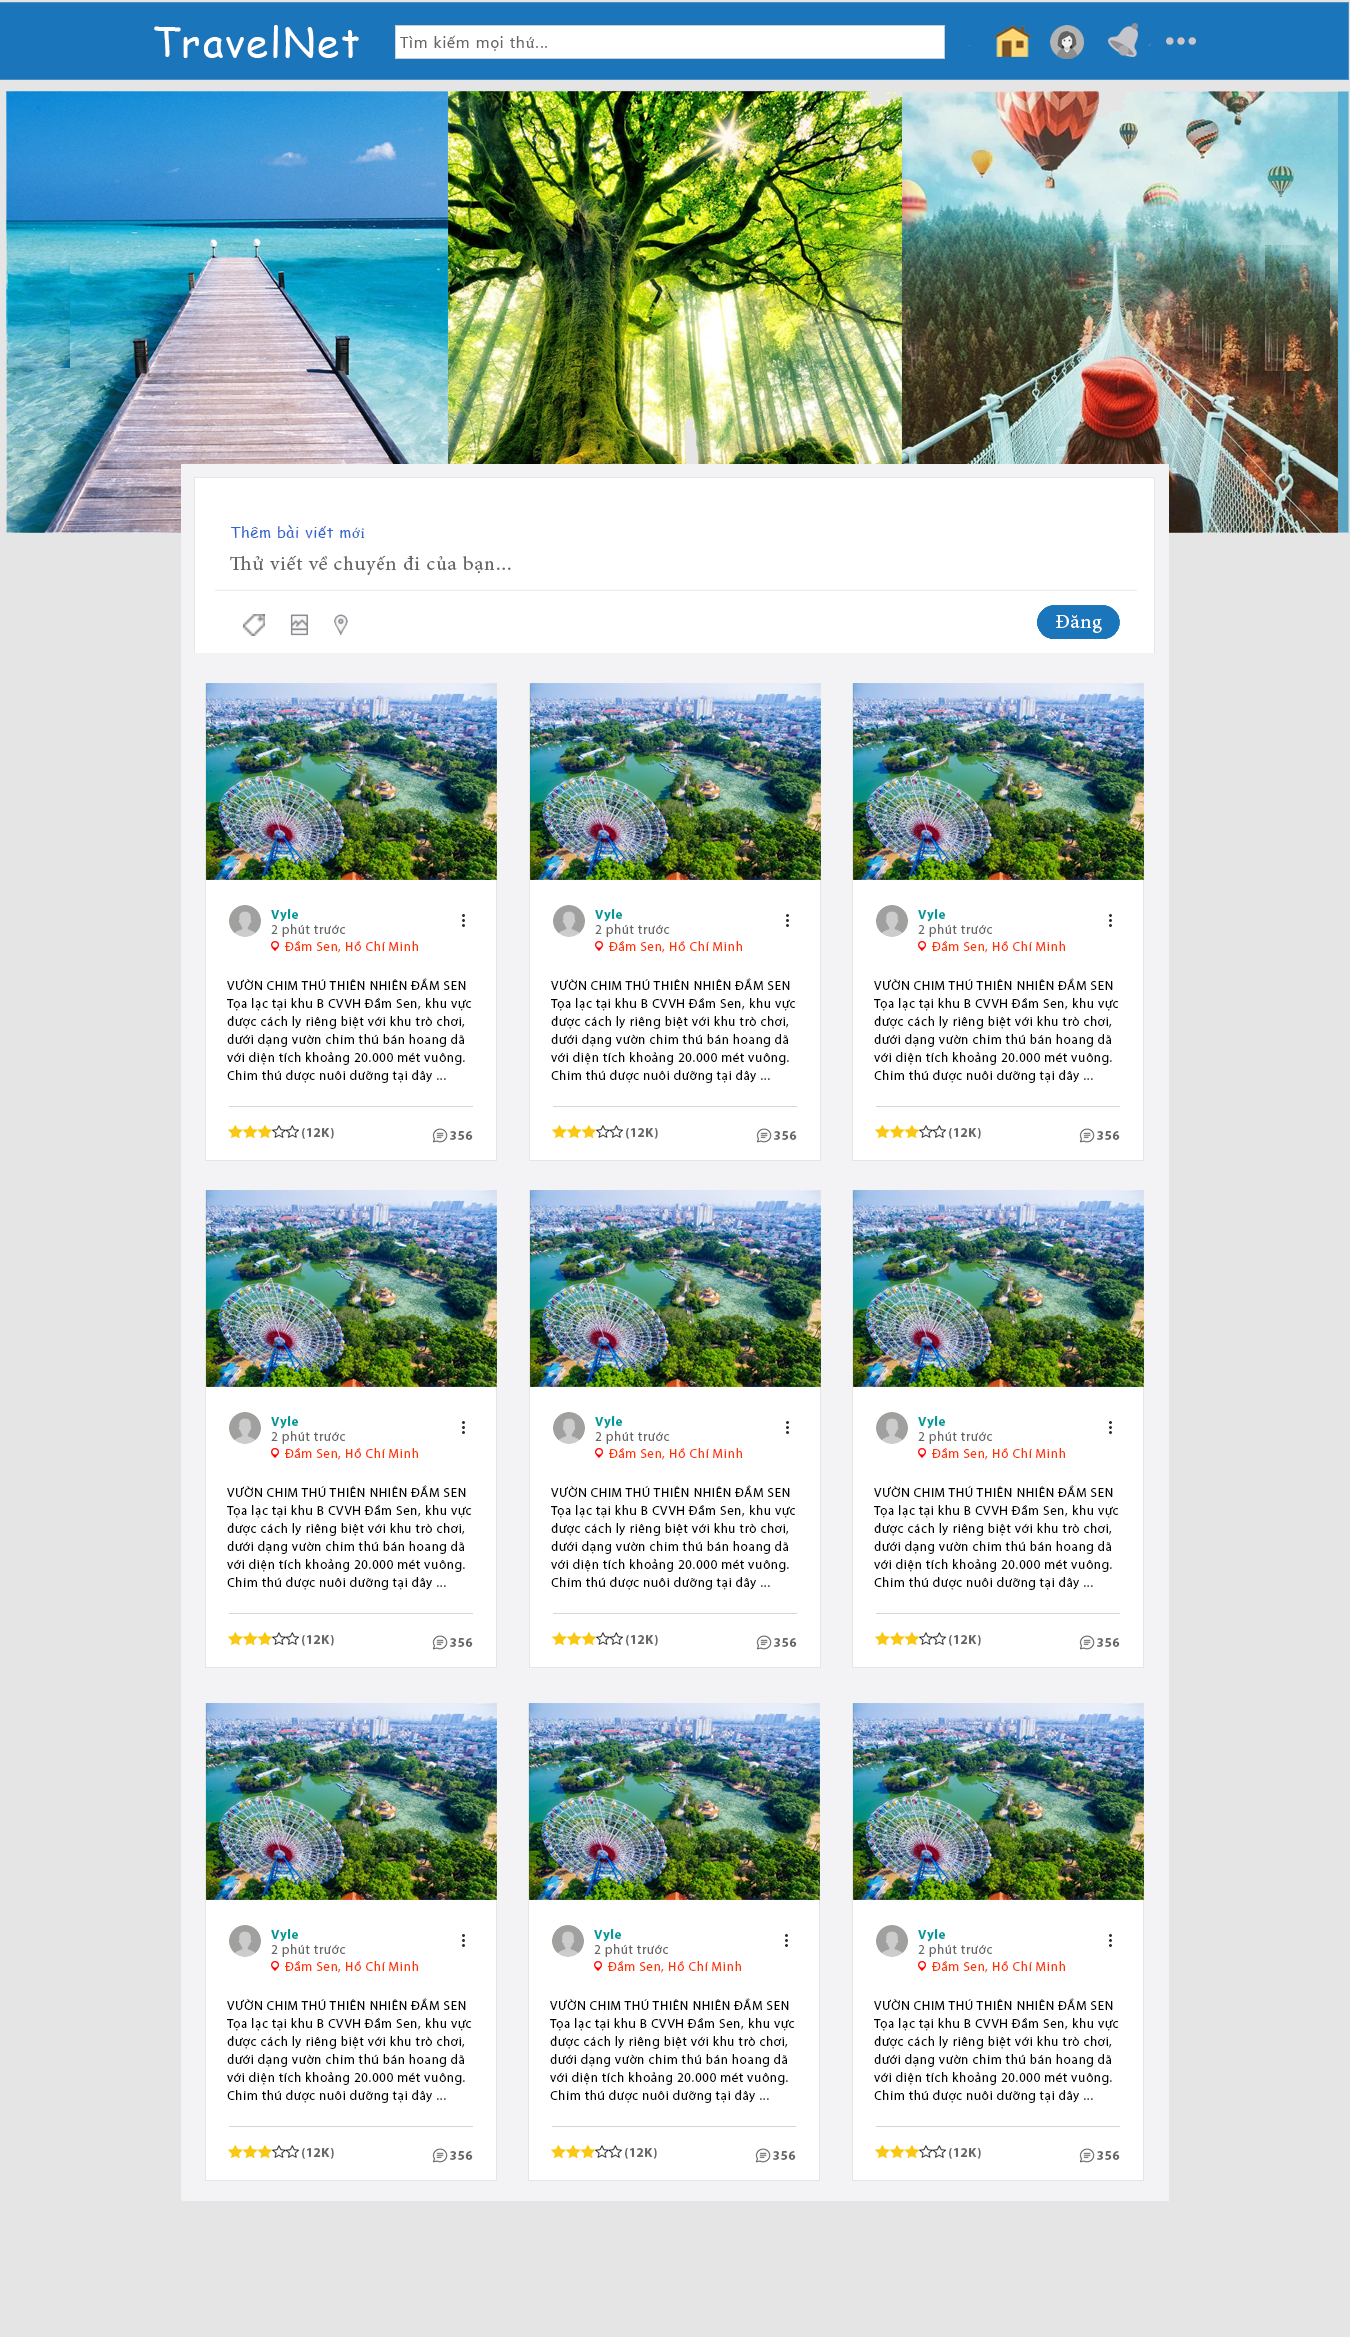 TravelNet
Tìm kiếm mọi thứ...
Thêm bài viết mới
Thử viết về chuyến đi của bạn...
Đăng
Vyle
2 phút trước
Đầm Sen, Hồ Chí Minh
VƯỜN CHIM THÚ THIÊN NHIÊN ĐẦM SEN
Tọa lạc tại khu B CVVH Đầm Sen, khu vực
được cách ly riêng biệt với khu trò chơi,
dưới dạng vườn chim thú bán hoang dã
với diện tích khoảng 20.000 mét vuông.
Chim thú được nuôi dưỡng tại đây ...
(12K)
356
Vyle
2 phút trước
Đầm Sen, Hồ Chí Minh
VƯỜN CHIM THÚ THIÊN NHIÊN ĐẦM SEN
Tọa lạc tại khu B CVVH Đầm Sen, khu vực
được cách ly riêng biệt với khu trò chơi,
dưới dạng vườn chim thú bán hoang dã
với diện tích khoảng 20.000 mét vuông.
Chim thú được nuôi dưỡng tại đây ...
(12K)
356
Vyle
2 phút trước
Đầm Sen, Hồ Chí Minh
VƯỜN CHIM THÚ THIÊN NHIÊN ĐẦM SEN
Tọa lạc tại khu B CVVH Đầm Sen, khu vực
được cách ly riêng biệt với khu trò chơi,
dưới dạng vườn chim thú bán hoang dã
với diện tích khoảng 20.000 mét vuông.
Chim thú được nuôi dưỡng tại đây ...
(12K)
356
Vyle
2 phút trước
Đầm Sen, Hồ Chí Minh
VƯỜN CHIM THÚ THIÊN NHIÊN ĐẦM SEN
Tọa lạc tại khu B CVVH Đầm Sen, khu vực
được cách ly riêng biệt với khu trò chơi,
dưới dạng vườn chim thú bán hoang dã
với diện tích khoảng 20.000 mét vuông.
Chim thú được nuôi dưỡng tại đây ...
(12K)
356
Vyle
2 phút trước
Đầm Sen, Hồ Chí Minh
VƯỜN CHIM THÚ THIÊN NHIÊN ĐẦM SEN
Tọa lạc tại khu B CVVH Đầm Sen, khu vực
được cách ly riêng biệt với khu trò chơi,
dưới dạng vườn chim thú bán hoang dã
với diện tích khoảng 20.000 mét vuông.
Chim thú được nuôi dưỡng tại đây ...
(12K)
356
Vyle
2 phút trước
Đầm Sen, Hồ Chí Minh
VƯỜN CHIM THÚ THIÊN NHIÊN ĐẦM SEN
Tọa lạc tại khu B CVVH Đầm Sen, khu vực
được cách ly riêng biệt với khu trò chơi,
dưới dạng vườn chim thú bán hoang dã
với diện tích khoảng 20.000 mét vuông.
Chim thú được nuôi dưỡng tại đây ...
(12K)
356
Vyle
2 phút trước
Đầm Sen, Hồ Chí Minh
VƯỜN CHIM THÚ THIÊN NHIÊN ĐẦM SEN
Tọa lạc tại khu B CVVH Đầm Sen, khu vực
được cách ly riêng biệt với khu trò chơi,
dưới dạng vườn chim thú bán hoang dã
với diện tích khoảng 20.000 mét vuông.
Chim thú được nuôi dưỡng tại đây ...
(12K)
356
Vyle
2 phút trước
Đầm Sen, Hồ Chí Minh
VƯỜN CHIM THÚ THIÊN NHIÊN ĐẦM SEN
Tọa lạc tại khu B CVVH Đầm Sen, khu vực
được cách ly riêng biệt với khu trò chơi,
dưới dạng vườn chim thú bán hoang dã
với diện tích khoảng 20.000 mét vuông.
Chim thú được nuôi dưỡng tại đây ...
(12K)
356
Vyle
2 phút trước
Đầm Sen, Hồ Chí Minh
VƯỜN CHIM THÚ THIÊN NHIÊN ĐẦM SEN
Tọa lạc tại khu B CVVH Đầm Sen, khu vực
được cách ly riêng biệt với khu trò chơi,
dưới dạng vườn chim thú bán hoang dã
với diện tích khoảng 20.000 mét vuông.
Chim thú được nuôi dưỡng tại đây ...
(12K)
356